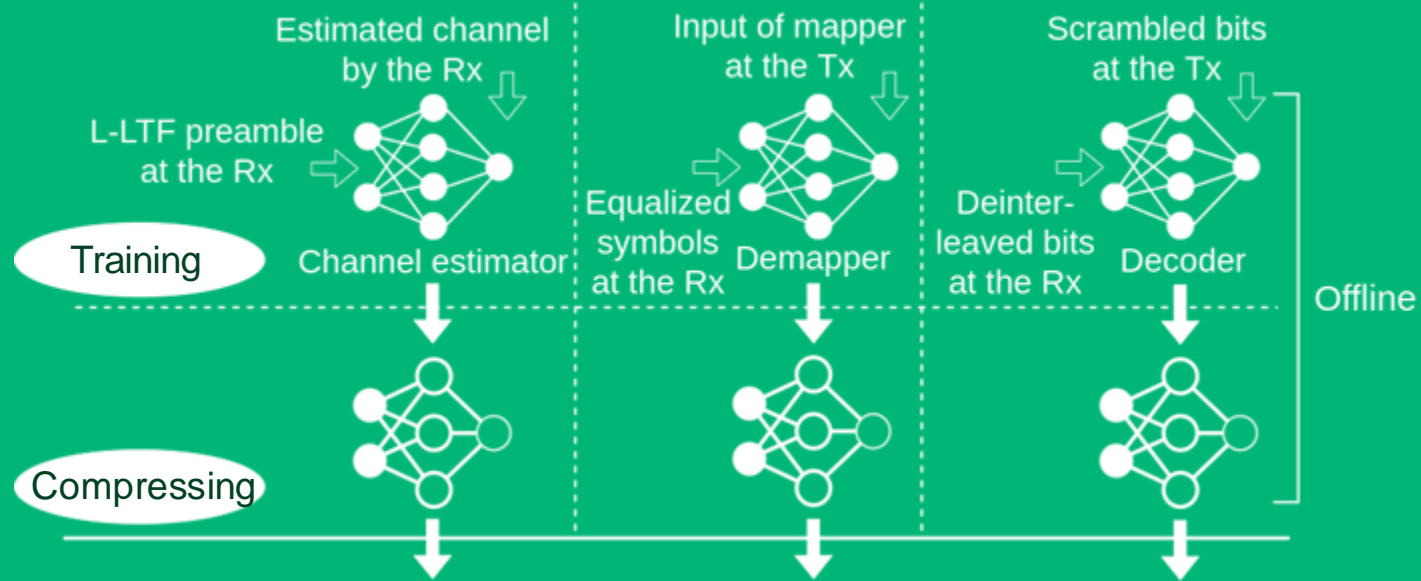 Estimated channel
by the Rx
Input of mapper
at the Tx
Scrambled bits
at the Tx
L-LTF preamble
at the Rx
Equalized
symbols
at the Rx
Deinter-
leaved bits
at the Rx
Training
Channel estimator
Demapper
Decoder
Offline
Compressing